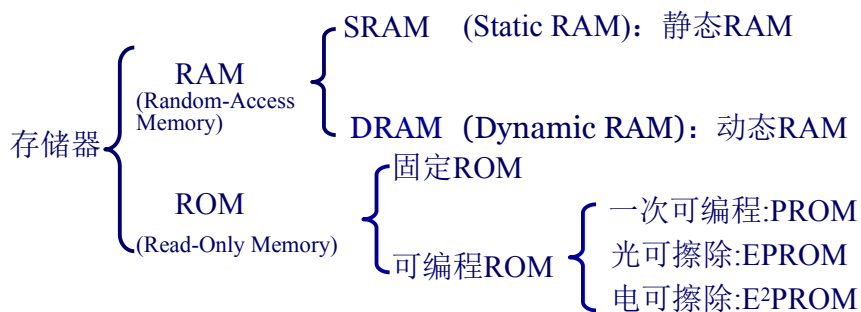 存储器
RAM
(Random-Access
Memory)
SRAM (Static RAM)：静态RAM
DRAM (Dynamic RAM)：动态RAM
ROM
(Read-Only Memory)
固定ROM
可编程ROM
一次可编程:PROM
光可擦除:EPROM
电可擦除:E²PROM